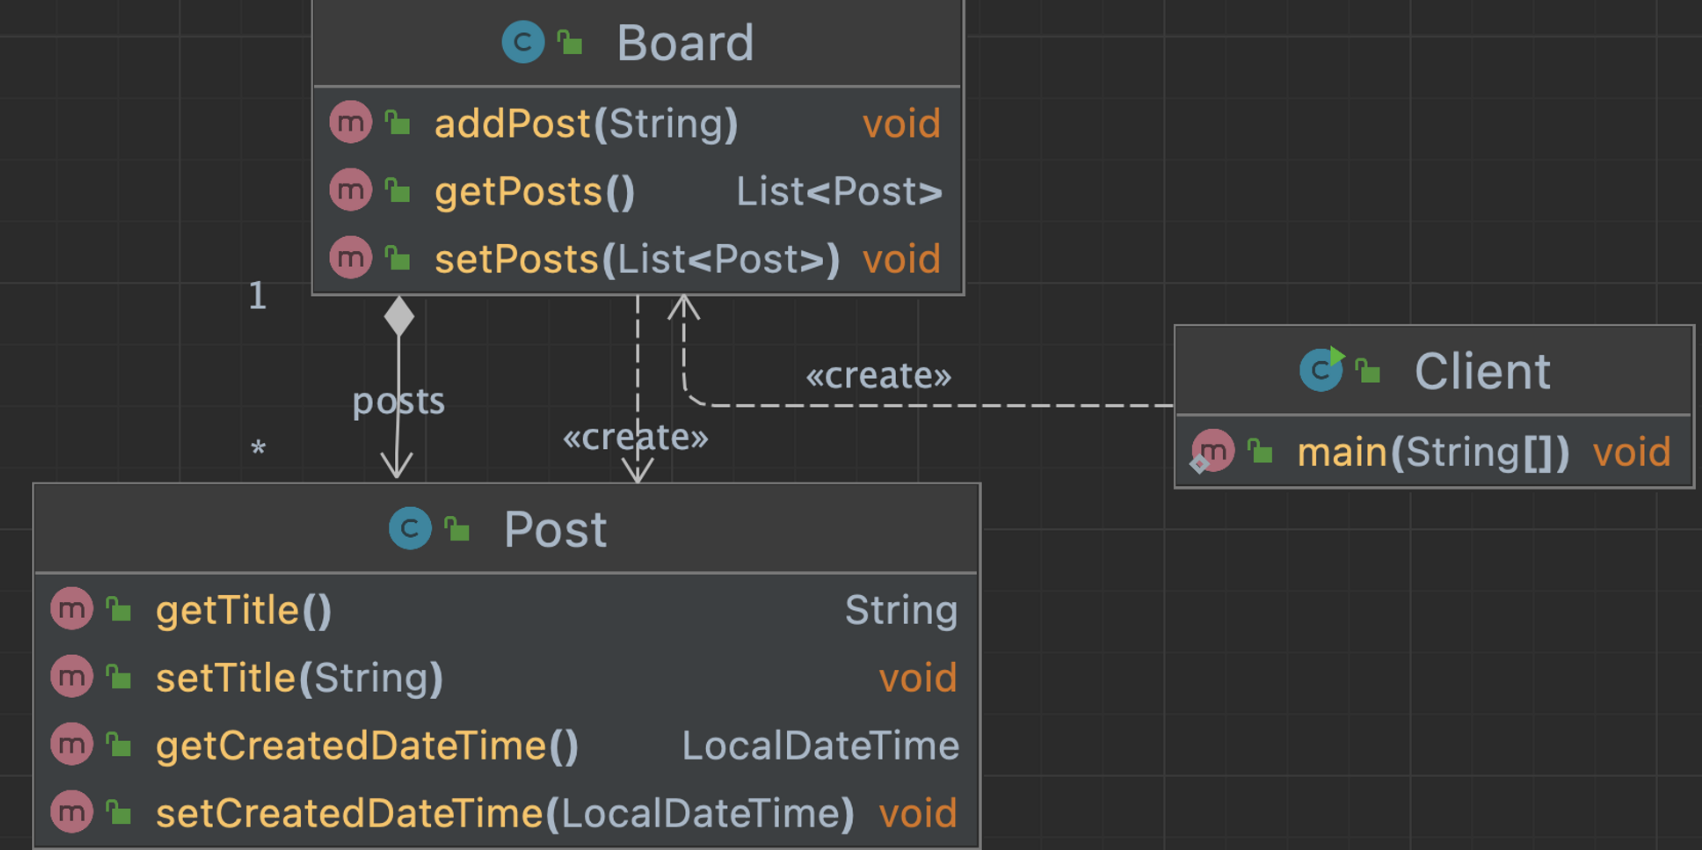 C Board
m addPost(String) void
m getPosts() List<Post>
m setPosts(List<Post>) void
1
posts
*
«create»
«create»
C Client
m main(String[]) void
C Post
m getTitle() String
m setTitle(String) void
m getCreatedDateTime() LocalDateTime
m setCreatedDateTime(LocalDateTime) void